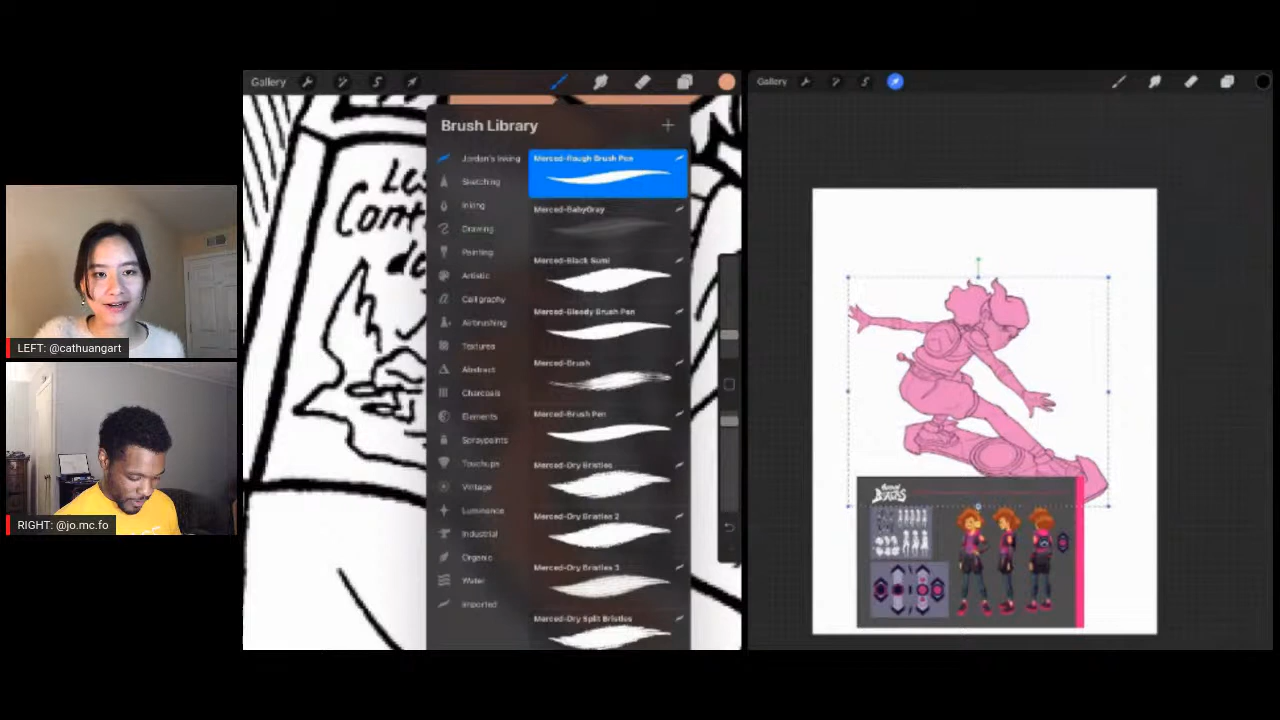 LEFT: @cathuangart
RIGHT: @jo.mc.fo
Gallery
Brush Library
Jordan's Inking
Sketching
Inking
Drawing
Painting
Artistic
Calligraphy
Airbrushing
Textures
Abstract
Charcoals
Elements
Spraypaints
Touchups
Vintage
Luminance
Industrial
Organic
Water
Imported
Merced-Rough Brush Pen
Merced-BabyGray
Merced-Black Sumi
Merced-Bloody Brush Pen
Merced-Brush
Merced-Brush Pen
Merced-Dry Bristles
Merced-Dry Bristles 2
Merced-Dry Bristles 3
Merced-Dry Split Bristles
Gallery